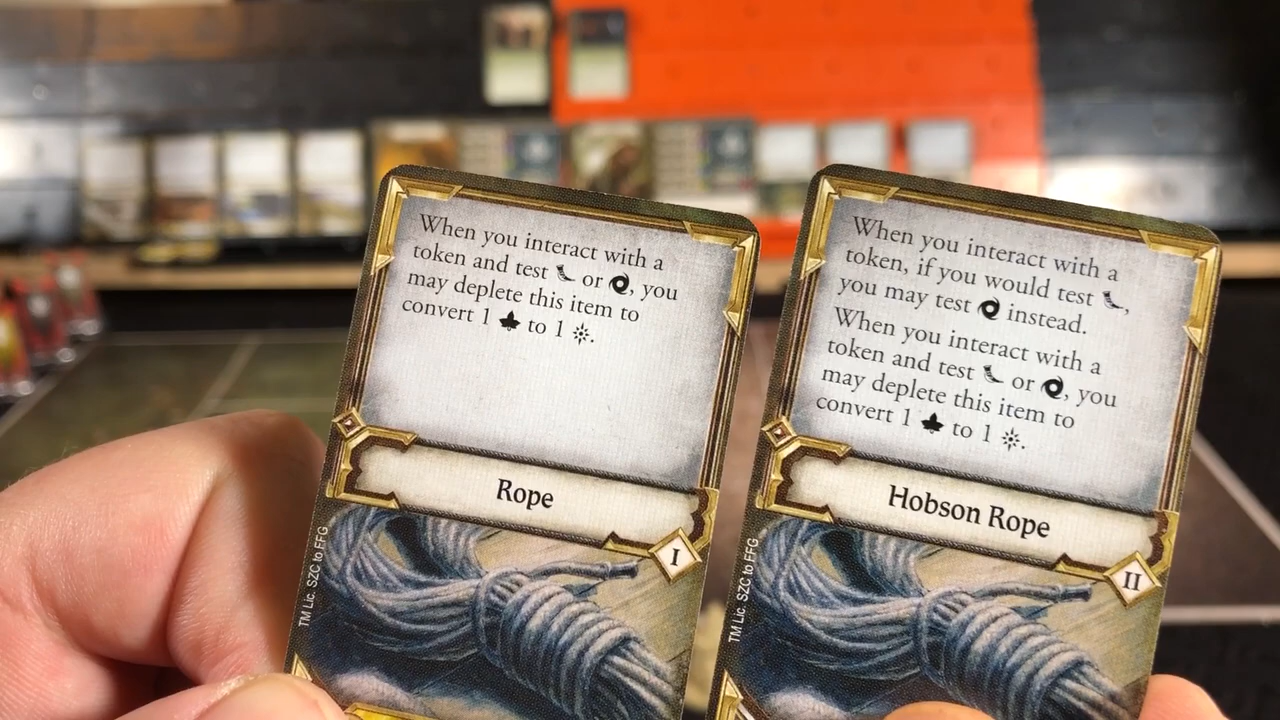 When you interact with a
token and test or , you
may deplete this item to
convert 1 to 1 .
Rope
I
TM Lic. SZC to FFG
When you interact with a
token, if you would test ,
you may test instead.
When you interact with a
token and test or , you
may deplete this item to
convert 1 to 1 .
Hobson Rope
II
TM Lic. SZC to FFG